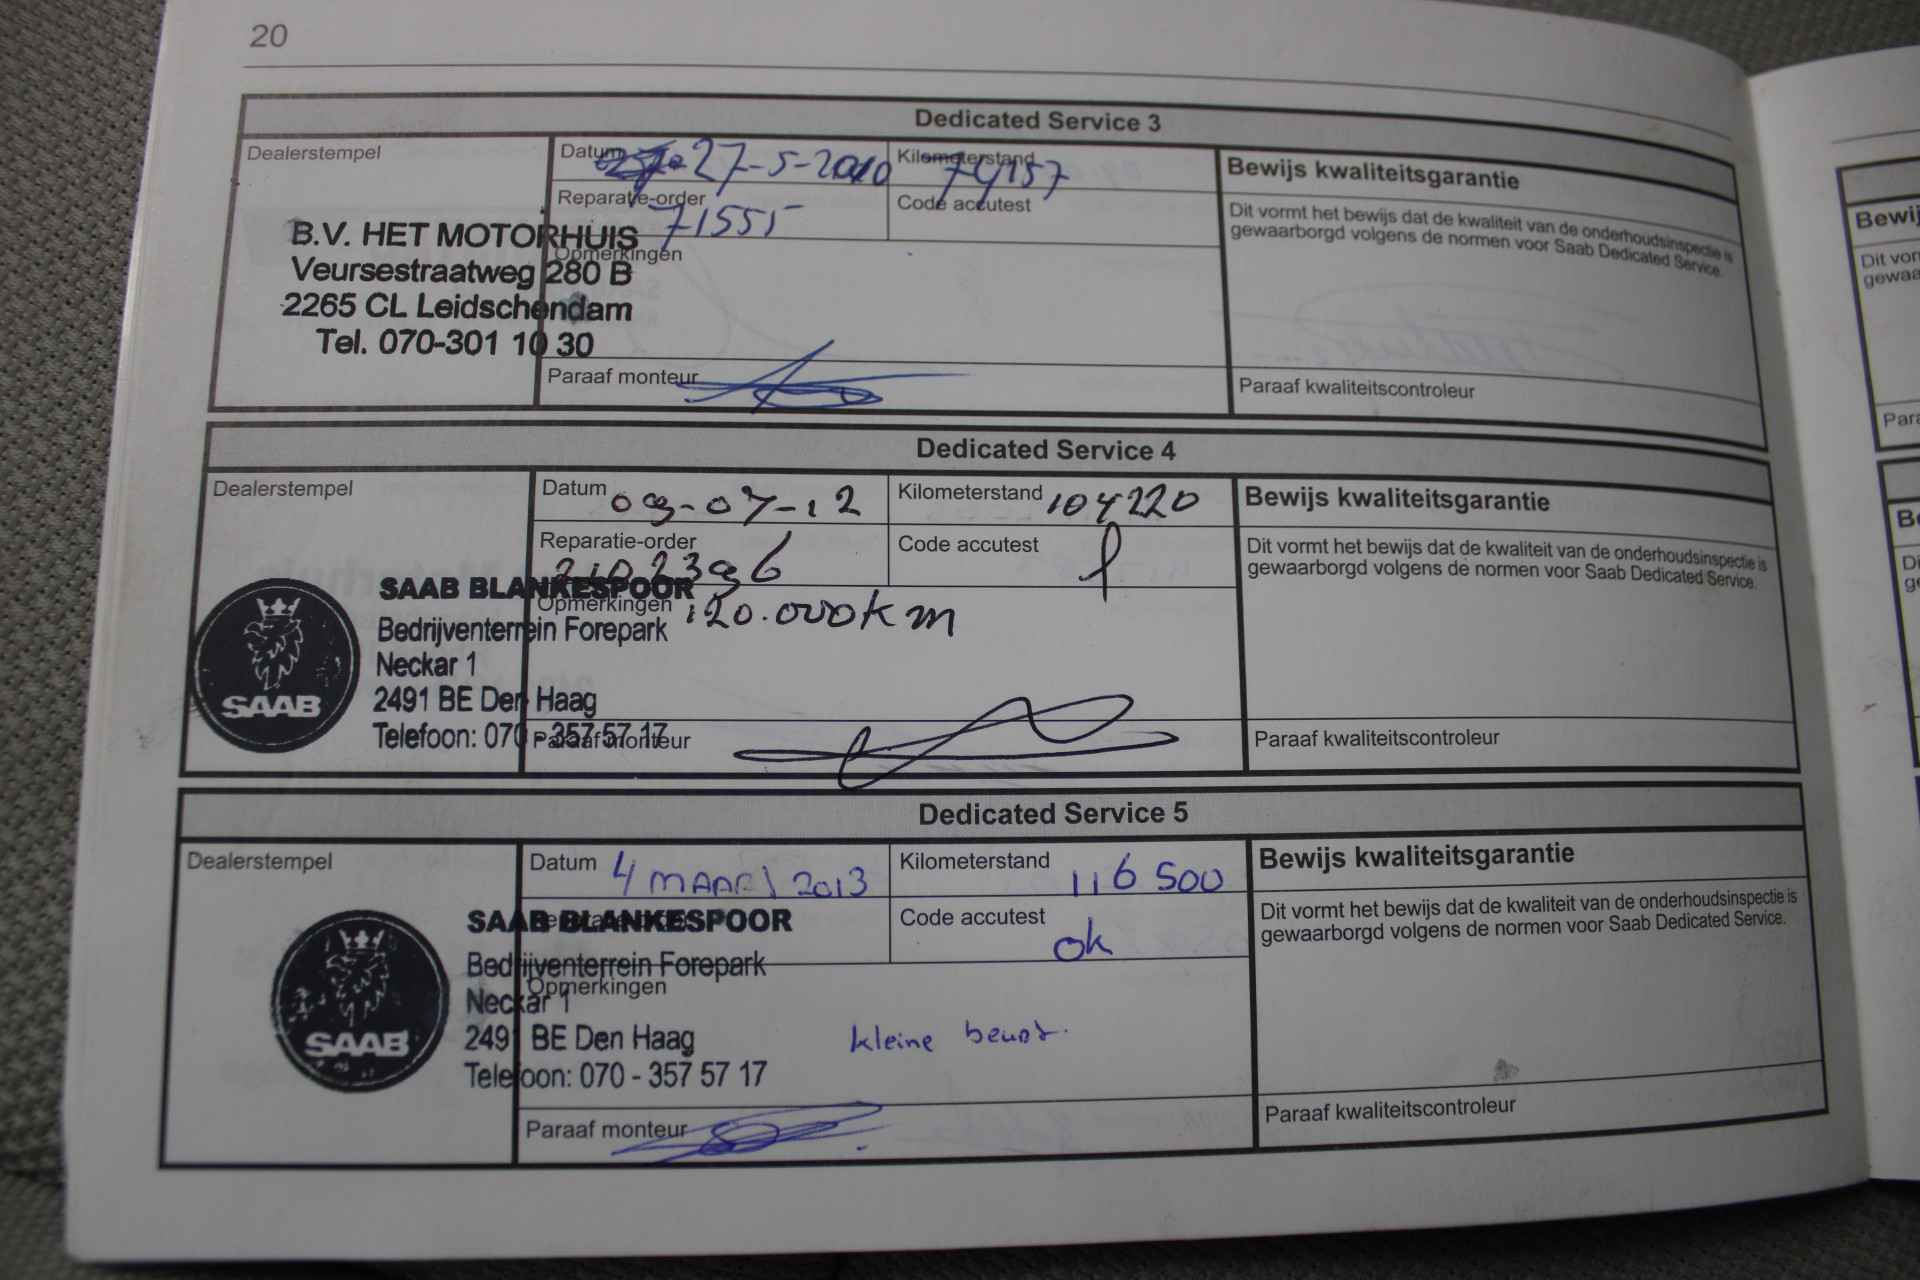 20
Dedicated Service 3
Dealerstempel
Datum 27-5-2010
Kilometerstand 74157
Reparatie-order 71555
Code accutest
Opmerkingen
B.V. HET MOTORHUIS
Veursestraatweg 280 B
2265 CL Leidschendam
Tel. 070-301 10 30
Paraaf monteur
Bewijs kwaliteitsgarantie
Dit vormt het bewijs dat de kwaliteit van de onderhoudsinspectie is
gewaarborgd volgens de normen voor Saab Dedicated Service.
Paraaf kwaliteitscontroleur
Dedicated Service 4
Dealerstempel
Datum 09-07-12
Kilometerstand 104220
Reparatie-order 2102396
Code accutest
Opmerkingen 120.000km
SAAB
SAAB BLANKESPOOR
Bedrijventerrein Forepark
Neckar 1
2491 BE Den Haag
Telefoon: 070 - 357 57 17
Paraaf monteur
Bewijs kwaliteitsgarantie
Dit vormt het bewijs dat de kwaliteit van de onderhoudsinspectie is
gewaarborgd volgens de normen voor Saab Dedicated Service.
Paraaf kwaliteitscontroleur
Dedicated Service 5
Dealerstempel
Datum 4 MAART 2013
Kilometerstand 116 500
Reparatie-order
Code accutest ok
Opmerkingen
kleine beurt.
SAAB
SAAB BLANKESPOOR
Bedrijventerrein Forepark
Neckar 1
2491 BE Den Haag
Telefoon: 070 - 357 57 17
Paraaf monteur
Bewijs kwaliteitsgarantie
Dit vormt het bewijs dat de kwaliteit van de onderhoudsinspectie is
gewaarborgd volgens de normen voor Saab Dedicated Service.
Paraaf kwaliteitscontroleur